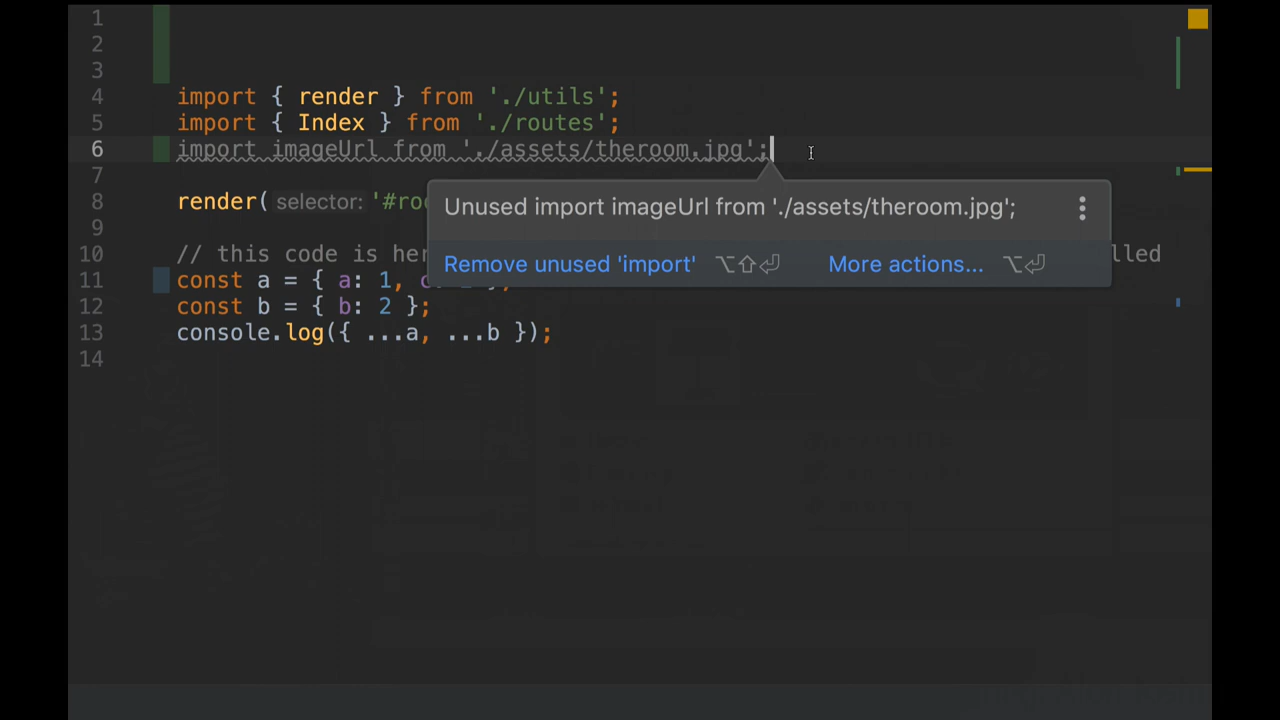 1
2
3
4 import { render } from './utils';
5 import { Index } from './routes';
6 import imageUrl from './assets/theroom.jpg';
7
Unused import imageUrl from './assets/theroom.jpg';
8 render( selector: '#roo
9
10 // this code is her lled
Remove unused 'import' ⌥⇧⏎ More actions... ⌥⏎
11 const a = { a: 1, c: 2 };
12 const b = { b: 2 };
13 console.log({ ...a, ...b });
14